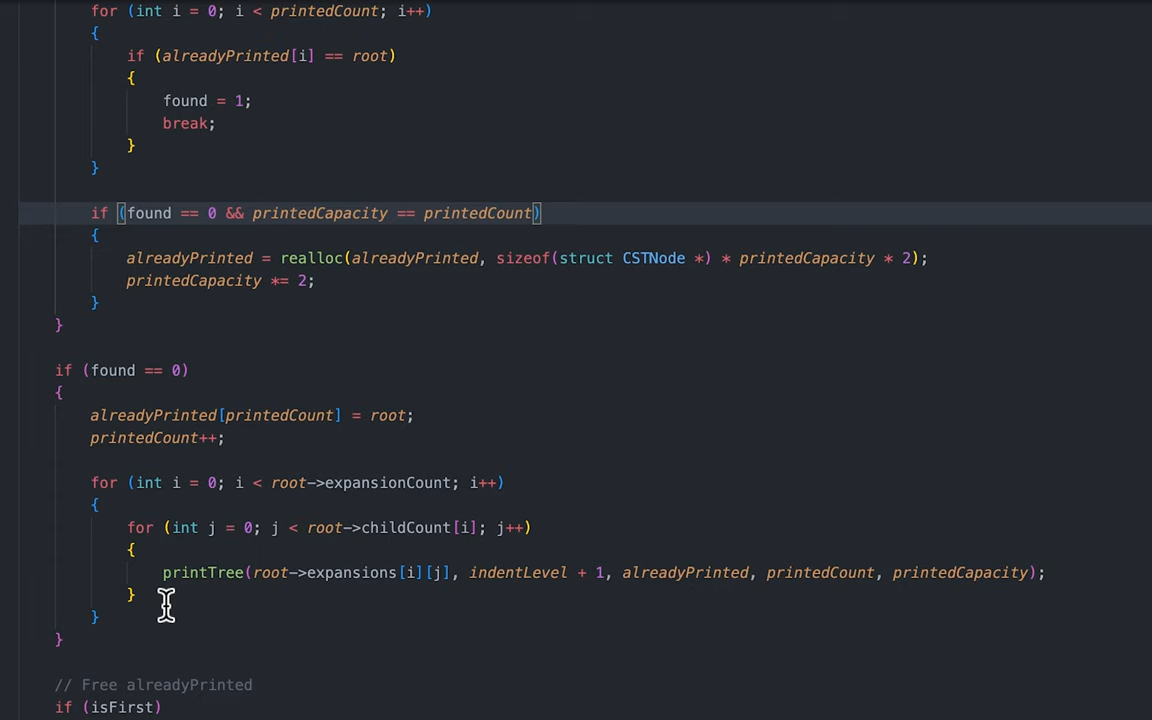 for (int i = 0; i < printedCount; i++)
{
if (alreadyPrinted[i] == root)
{
found = 1;
break;
}
}
if (found == 0 && printedCapacity == printedCount)
{
alreadyPrinted = realloc(alreadyPrinted, sizeof(struct CSTNode *) * printedCapacity * 2);
printedCapacity *= 2;
}
}
if (found == 0)
{
alreadyPrinted[printedCount] = root;
printedCount++;
for (int i = 0; i < root->expansionCount; i++)
{
for (int j = 0; j < root->childCount[i]; j++)
{
printTree(root->expansions[i][j], indentLevel + 1, alreadyPrinted, printedCount, printedCapacity);
}
}
}
// Free alreadyPrinted
if (isFirst)